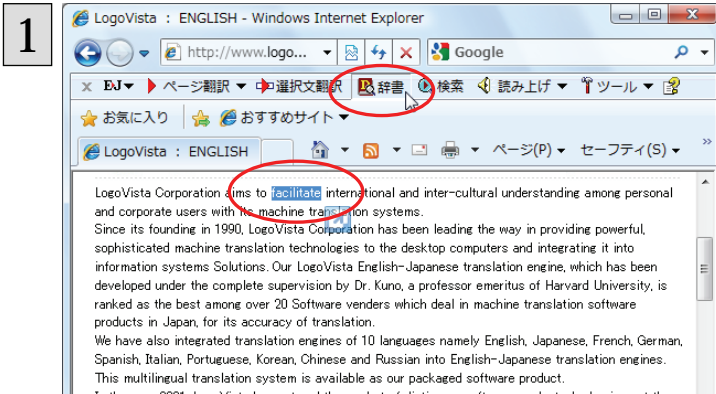 1
LogoVista : ENGLISH - Windows Internet Explorer
http://www.logo...
Google
EJ ページ翻訳 選択文翻訳 辞書 検索 読み上げ ツール
お気に入り おすすめサイト
LogoVista : ENGLISH ページ(P) セーフティ(S) »
LogoVista Corporation aims to facilitate international and inter-cultural understanding among personal
and corporate users with its machine translation systems.
Since its founding in 1990, LogoVista Corporation has been leading the way in providing powerful,
sophisticated machine translation technologies to the desktop computers and integrating it into
information systems Solutions. Our LogoVista English-Japanese translation engine, which has been
developed under the complete supervision by Dr. Kuno, a professor emeritus of Harvard University, is
ranked as the best among over 20 Software venders which deal in machine translation software
products in Japan, for its accuracy of translation.
We have also integrated translation engines of 10 languages namely English, Japanese, French, German,
Spanish, Italian, Portuguese, Korean, Chinese and Russian into English-Japanese translation engines.
This multilingual translation system is available as our packaged software product.